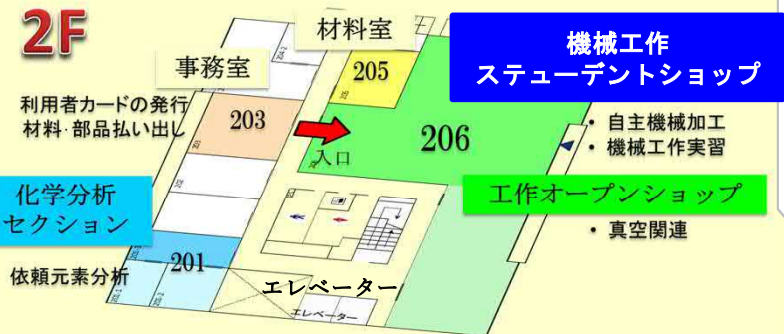 2F
材料室
機械工作
ステューデントショップ
事務室
205
利用者カードの発行
材料·部品払い出し
203
206
入口
・ 自主機械加工
・ 機械工作実習
化学分析
セクション
工作オープンショップ
・ 真空関連
201
依頼元素分析
エレベーター
エレベーター